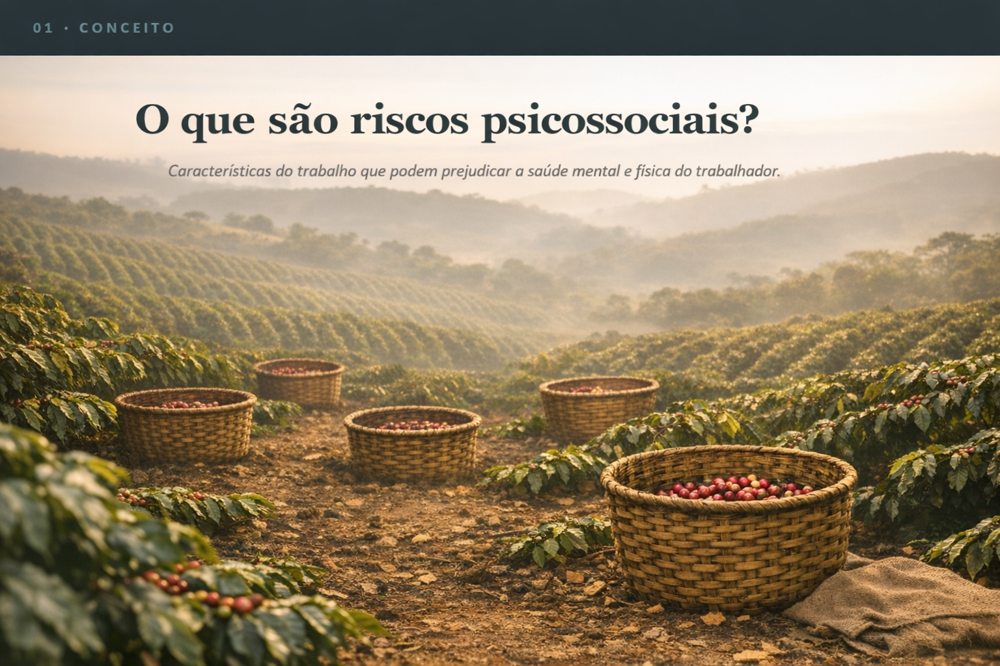 01 · CONCEITO
O que são riscos psicossociais?
Características do trabalho que podem prejudicar a saúde mental e física do trabalhador.